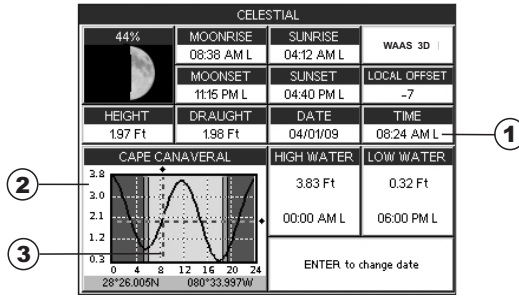 CELESTIAL
44%
MOONRISE
SUNRISE
WAAS 3D
08:38 AM L
04:12 AM L
MOONSET
SUNSET
LOCAL OFFSET
11:15 PM L
04:40 PM L
-7
HEIGHT
DRAUGHT
DATE
TIME
1.97 Ft
1.98 Ft
04/01/09
08:24 AM L
1
CAPE CANAVERAL
HIGH WATER
LOW WATER
2
3.8
3.0
2.1
1.2
0.3
3.83 Ft
0.32 Ft
00:00 AM L
06:00 PM L
3
0 4 8 12 16 20 24
28°26.005N 080°33.997W
ENTER to change date